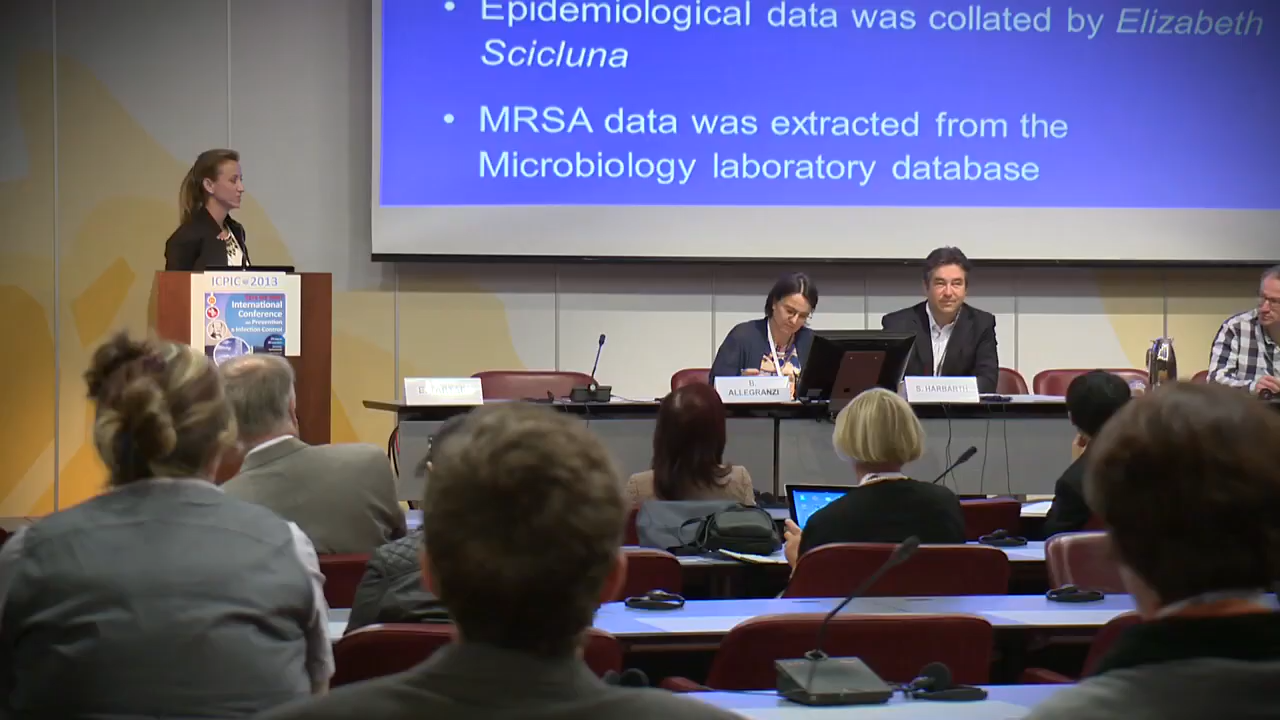 • Epidemiological data was collated by Elizabeth
Scicluna
• MRSA data was extracted from the
Microbiology laboratory database
ICPIC 2013
International
Conference
on Prevention
& Infection Control
B.
ALLEGRANZI
S. HARBARTH